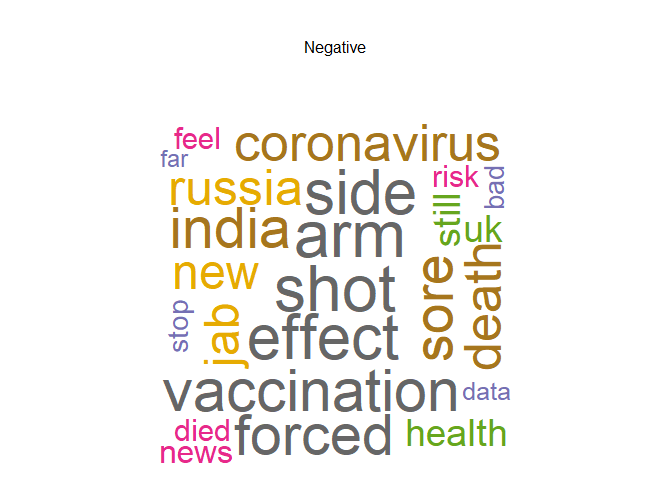 Negative
feel
coronavirus
far
russia
side
risk
bad
india
arm
still
uk
new
shot
sore
death
stop
jab
effect
vaccination
data
died
forced
health
news